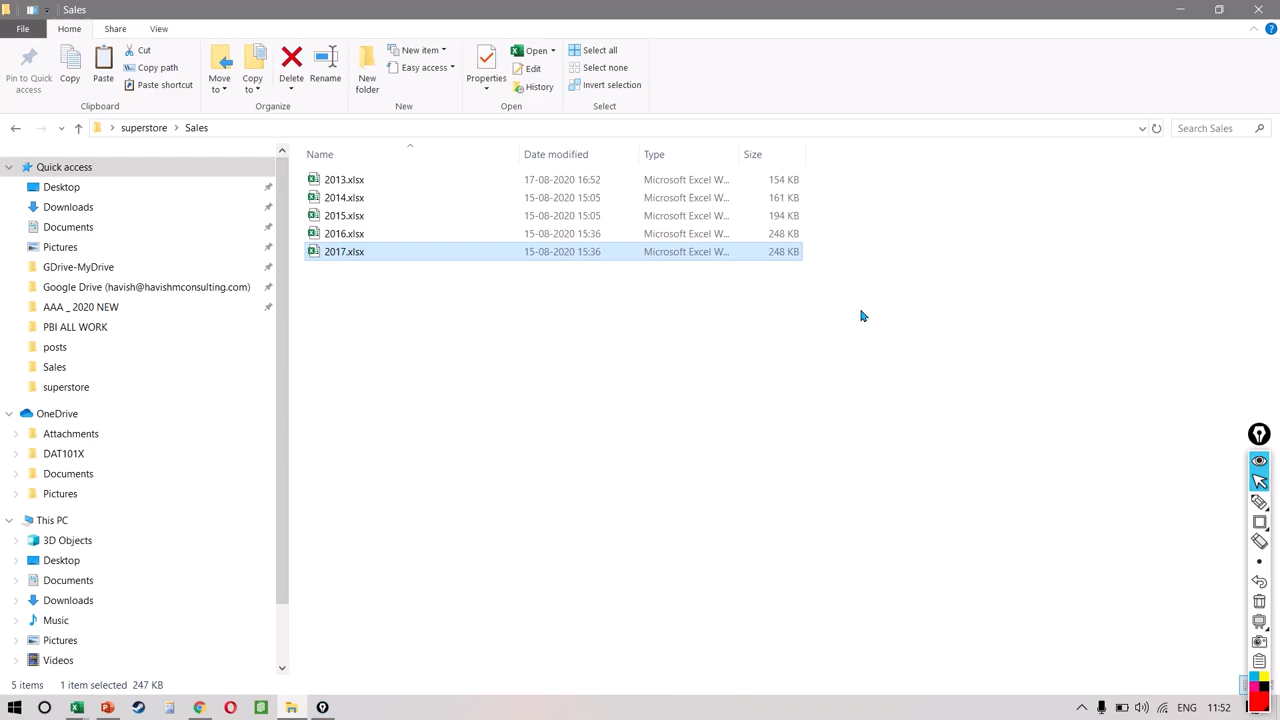 Sales
File
Home
Share
View
Pin to Quick access
Copy
Paste
Cut
Copy path
Paste shortcut
Clipboard
Move to
Copy to
Delete
Rename
Organize
New folder
New item
Easy access
New
Properties
Open
Edit
History
Open
Select all
Select none
Invert selection
Select
superstore
Sales
Search Sales
Name
Date modified
Type
Size
2013.xlsx 17-08-2020 16:52 Microsoft Excel W... 154 KB
2014.xlsx 15-08-2020 15:05 Microsoft Excel W... 161 KB
2015.xlsx 15-08-2020 15:05 Microsoft Excel W... 194 KB
2016.xlsx 15-08-2020 15:36 Microsoft Excel W... 248 KB
2017.xlsx 15-08-2020 15:36 Microsoft Excel W... 248 KB
Quick access
Desktop
Downloads
Documents
Pictures
GDrive-MyDrive
Google Drive (havish@havishmconsulting.com)
AAA _ 2020 NEW
PBI ALL WORK
posts
Sales
superstore
OneDrive
Attachments
DAT101X
Documents
Pictures
This PC
3D Objects
Desktop
Documents
Downloads
Music
Pictures
Videos
5 items 1 item selected 247 KB
ENG 11:52